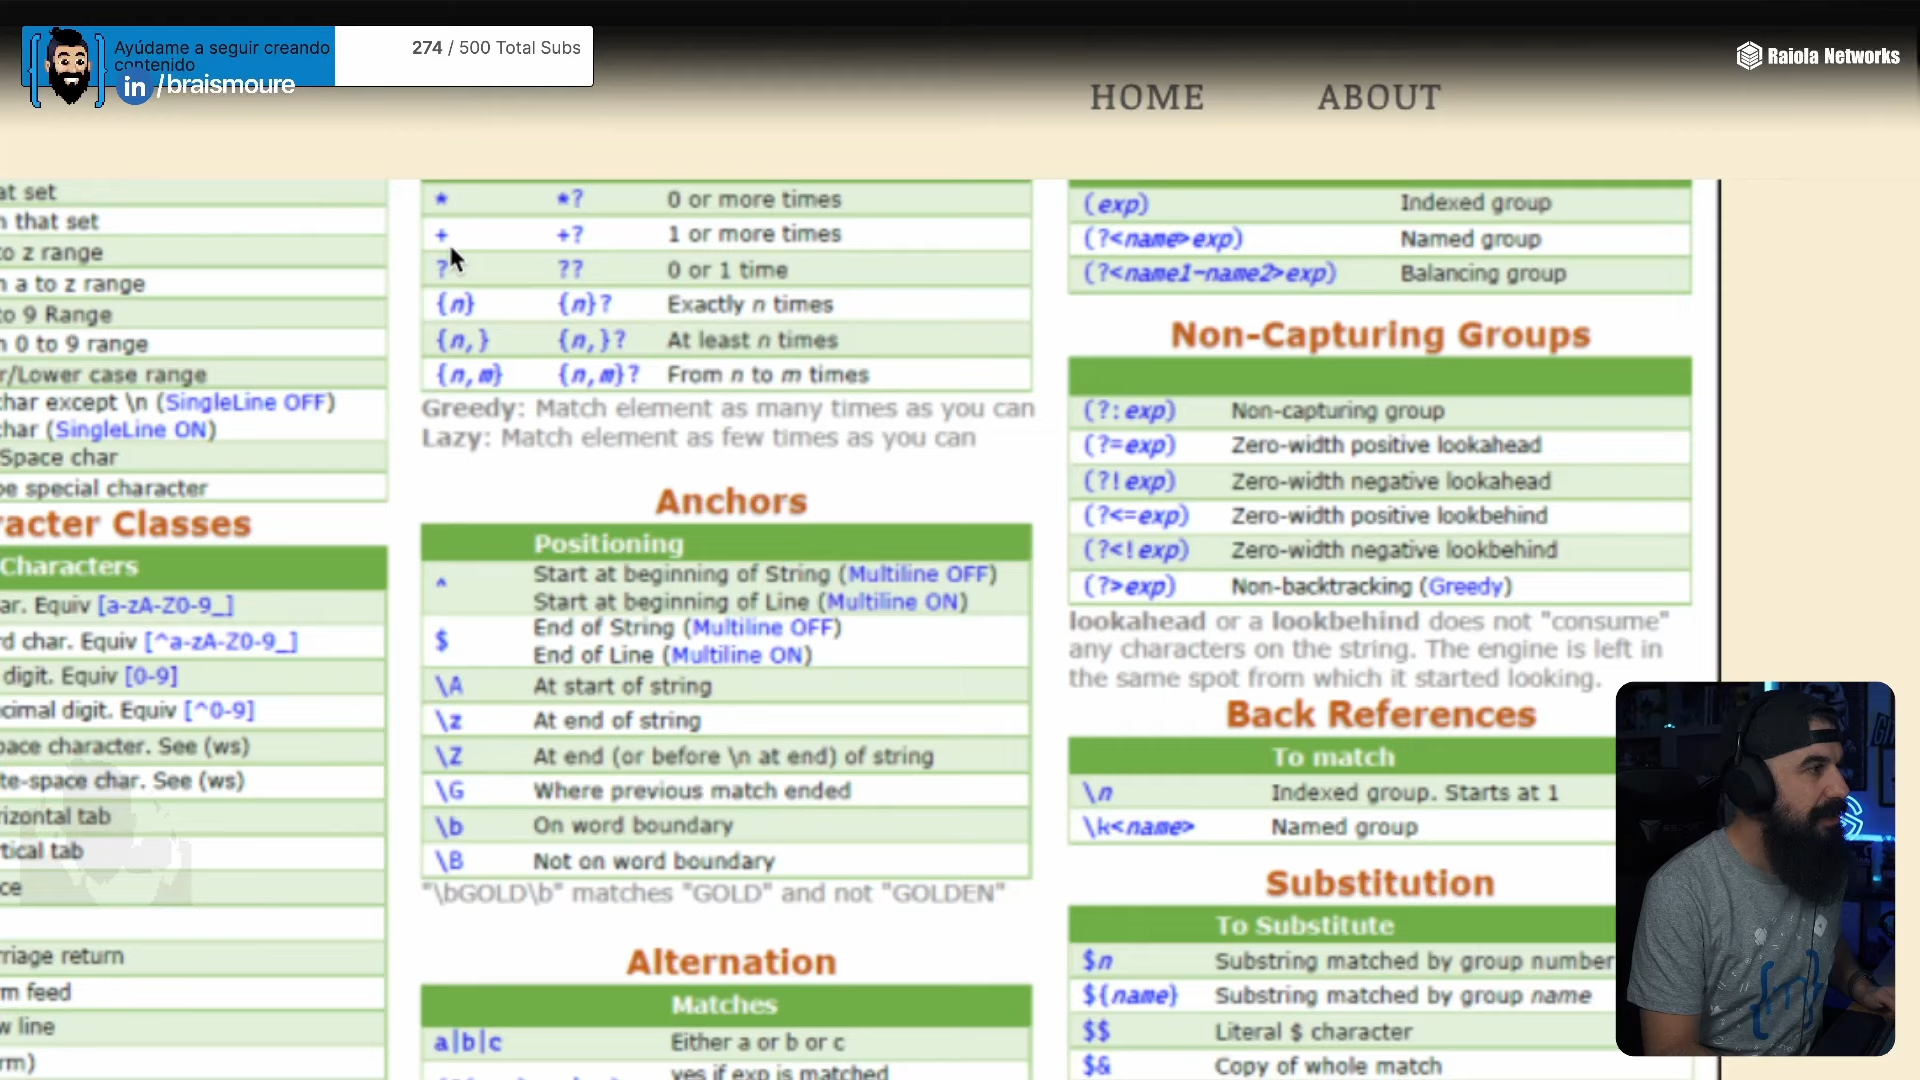 Ayúdame a seguir creando
contenido
274 / 500 Total Subs
in /braismoure
Raiola Networks
HOME
ABOUT
at set
n that set
to z range
n a to z range
to 9 Range
n 0 to 9 range
r/Lower case range
char except \n (SingleLine OFF)
char (SingleLine ON)
Space char
pe special character
racter Classes
Characters
ar. Equiv [a-zA-Z0-9_]
rd char. Equiv [^a-zA-Z0-9_]
digit. Equiv [0-9]
cimal digit. Equiv [^0-9]
pace character. See (ws)
te-space char. See (ws)
rizontal tab
rtical tab
ce
rriage return
rm feed
w line
rm)
* *? 0 or more times
+ +? 1 or more times
? ?? 0 or 1 time
{n} {n}? Exactly n times
{n,} {n,}? At least n times
{n,m} {n,m}? From n to m times
Greedy: Match element as many times as you can
Lazy: Match element as few times as you can
Anchors
Positioning
^ Start at beginning of String (Multiline OFF)
Start at beginning of Line (Multiline ON)
$ End of String (Multiline OFF)
End of Line (Multiline ON)
\A At start of string
\z At end of string
\Z At end (or before \n at end) of string
\G Where previous match ended
\b On word boundary
\B Not on word boundary
"\bGOLD\b" matches "GOLD" and not "GOLDEN"
Alternation
Matches
a|b|c Either a or b or c
yes if exp is matched
(exp) Indexed group
(?<name>exp) Named group
(?<name1-name2>exp) Balancing group
Non-Capturing Groups
(?:exp) Non-capturing group
(?=exp) Zero-width positive lookahead
(?!exp) Zero-width negative lookahead
(?<=exp) Zero-width positive lookbehind
(?<!exp) Zero-width negative lookbehind
(?>exp) Non-backtracking (Greedy)
lookahead or a lookbehind does not "consume"
any characters on the string. The engine is left in
the same spot from which it started looking.
Back References
To match
\n Indexed group. Starts at 1
\k<name> Named group
Substitution
To Substitute
$n Substring matched by group number
${name} Substring matched by group name
$$ Literal $ character
$& Copy of whole match